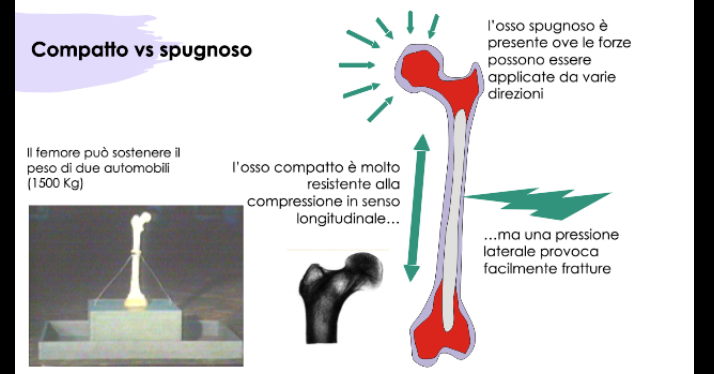 Compatto vs spugnoso
l'osso spugnoso è
presente ove le forze
possono essere
applicate da varie
direzioni
Il femore può sostenere il
peso di due automobili
(1500 Kg)
l'osso compatto è molto
resistente alla
compressione in senso
longitudinale...
...ma una pressione
laterale provoca
facilmente fratture